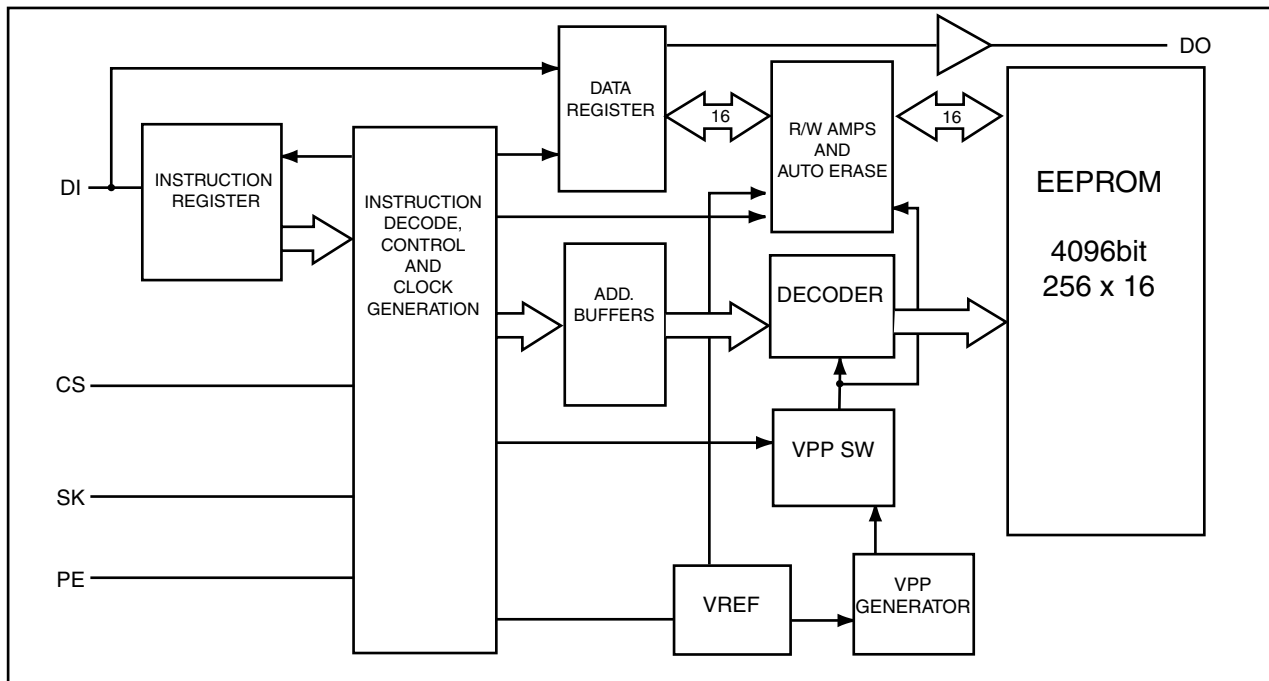 DO
DATA
REGISTER
16
R/W AMPS
AND
AUTO ERASE
16
EEPROM
4096bit
256 x 16
DI
INSTRUCTION
REGISTER
INSTRUCTION
DECODE,
CONTROL
AND
CLOCK
GENERATION
ADD.
BUFFERS
DECODER
CS
VPP SW
SK
PE
VREF
VPP
GENERATOR